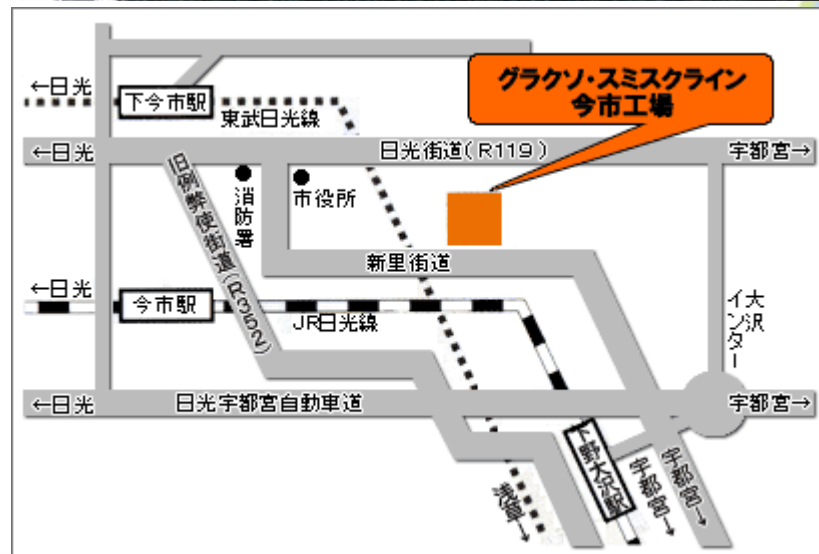 グラクソ・スミスクライン
今市工場
←日光
下今市駅
東武日光線
←日光
日光街道(R119)
宇都宮→
旧例弊使街道(R352)
消防署
市役所
新里街道
←日光
今市駅
JR日光線
大沢
インター
←日光
日光宇都宮自動車道
宇都宮→
下野大沢駅
浅草→
宇都宮→
宇都宮→